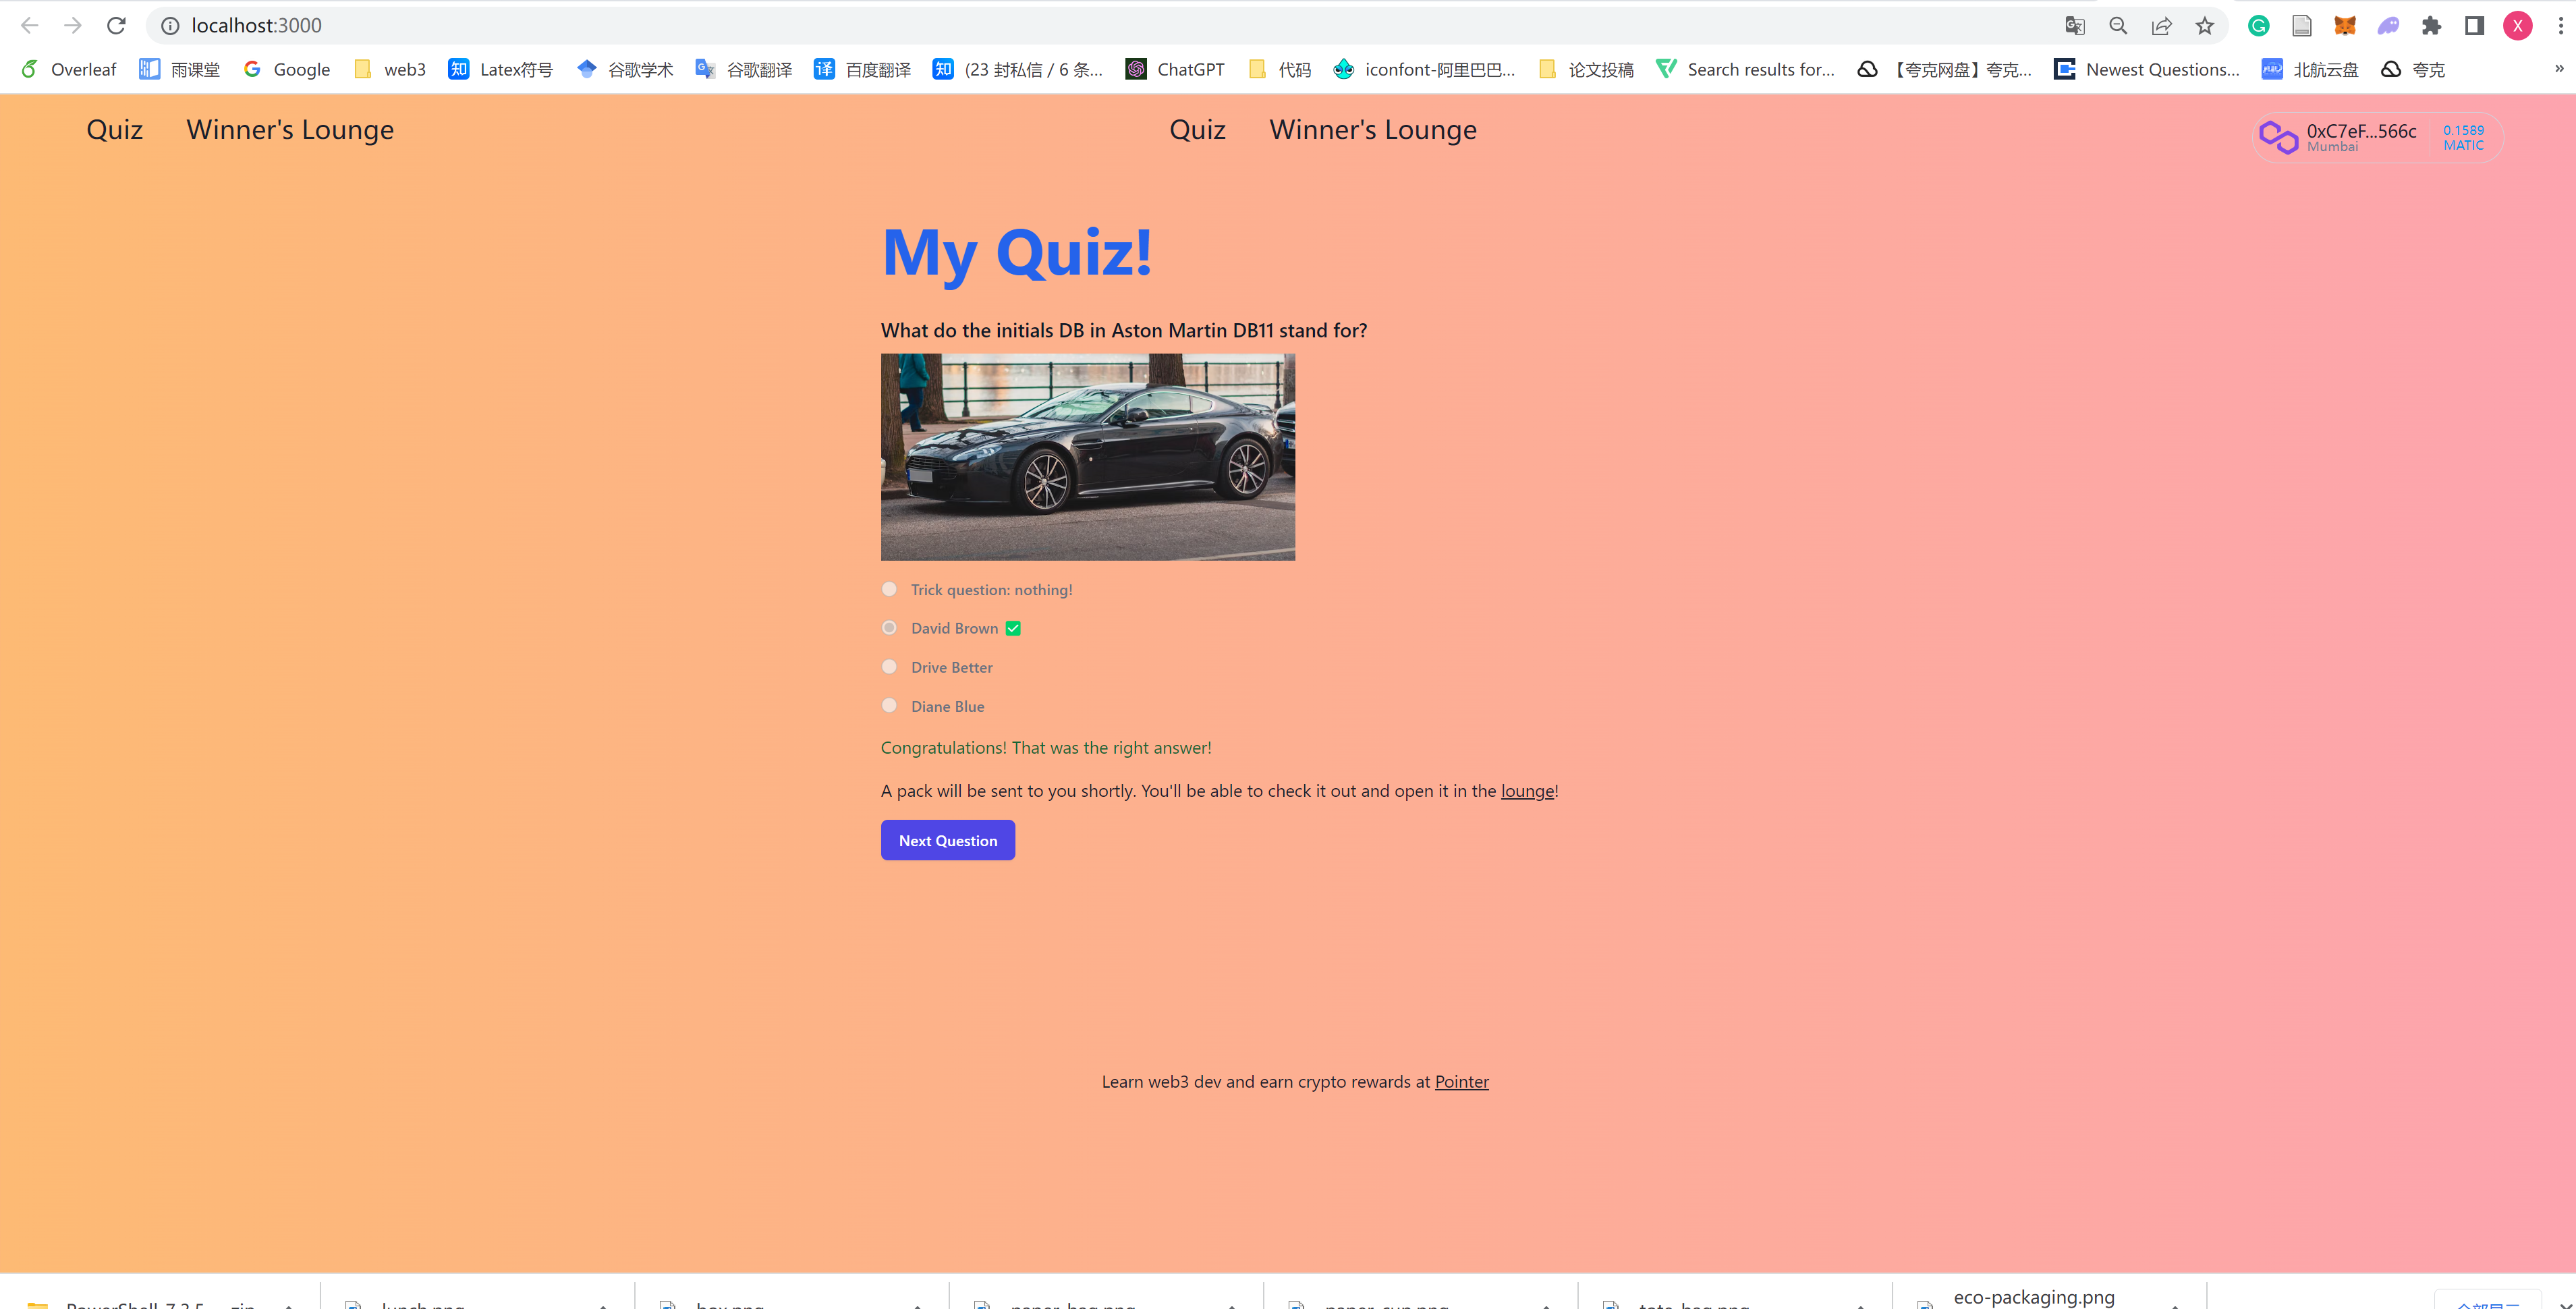 localhost:3000
Overleaf 雨课堂 Google web3 Latex符号 谷歌学术 谷歌翻译 百度翻译 (23 封私信 / 6 条... ChatGPT 代码 iconfont-阿里巴巴... 论文投稿 Search results for... 【夸克网盘】夸克... Newest Questions... 北航云盘 夸克 »
Quiz Winner's Lounge Quiz Winner's Lounge 0xC7eF...566c 0.1589
Mumbai MATIC
My Quiz!
What do the initials DB in Aston Martin DB11 stand for?
Trick question: nothing!
David Brown
Drive Better
Diane Blue
Congratulations! That was the right answer!
A pack will be sent to you shortly. You'll be able to check it out and open it in the lounge!
Next Question
Learn web3 dev and earn crypto rewards at Pointer
eco-packaging.png